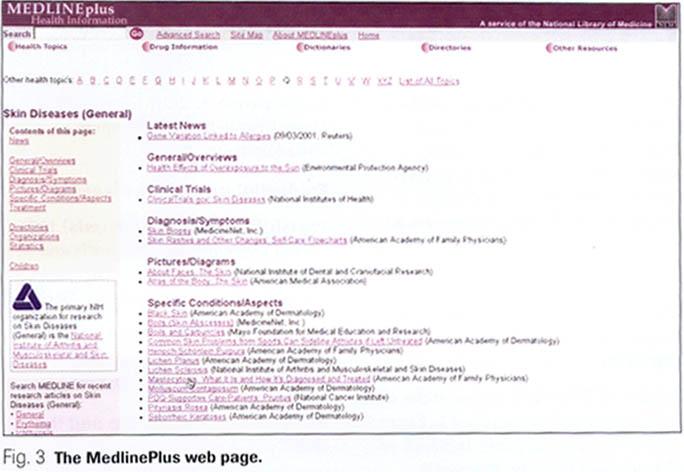 MEDLINEplus
Health Information
A service of the National Library of Medicine
Search Go Advanced Search Site Map About MEDLINEplus Home
Health Topics Drug Information Dictionaries Directories Other Resources
Other health topics: A B C D E F G H I J K L M N O P Q R S T U V W XYZ List of All Topics
Skin Diseases (General)
Contents of this page:
News
General/Overviews
Clinical Trials
Diagnosis/Symptoms
Pictures/Diagrams
Specific Conditions/Aspects
Treatment
Directories
Organizations
Statistics
Children
The primary NIH
organization for research
on Skin Diseases
(General) is the National
Institute of Arthritis and
Musculoskeletal and Skin
Diseases
Search MEDLINE for recent
research articles on Skin
Diseases (General):
• General
• Erythema
Latest News
• Gene Variation Linked to Allergies (09/03/2001, Reuters)
General/Overviews
• Health Effects of Overexposure to the Sun (Environmental Protection Agency)
Clinical Trials
• ClinicalTrials.gov: Skin Diseases (National Institutes of Health)
Diagnosis/Symptoms
• Skin Biopsy (MedicineNet, Inc.)
• Skin Rashes and Other Changes: Self-Care Flowcharts (American Academy of Family Physicians)
Pictures/Diagrams
• About Faces: The Skin (National Institute of Dental and Craniofacial Research)
• Atlas of the Body: The Skin (American Medical Association)
Specific Conditions/Aspects
• Black Skin (American Academy of Dermatology)
• Boils (Skin Abscesses) (MedicineNet, Inc.)
• Boils and Carbuncles (Mayo Foundation for Medical Education and Research)
• Common Skin Problems from Sports Can Sideline Athletes if Left Untreated (American Academy of Dermatology)
• Henoch-Schonlein Purpura (American Academy of Family Physicians)
• Lichen Planus (American Academy of Dermatology)
• Lichen Sclerosus (National Institute of Arthritis and Musculoskeletal and Skin Diseases)
• Mastocytosis: What It Is and How It's Diagnosed and Treated (American Academy of Family Physicians)
• Molluscum Contagiosum (American Academy of Dermatology)
• PDQ Supportive Care-Patients: Pruritus (National Cancer Institute)
• Pityriasis Rosea (American Academy of Dermatology)
• Seborrheic Keratoses (American Academy of Dermatology)
Fig. 3 The MedlinePlus web page.